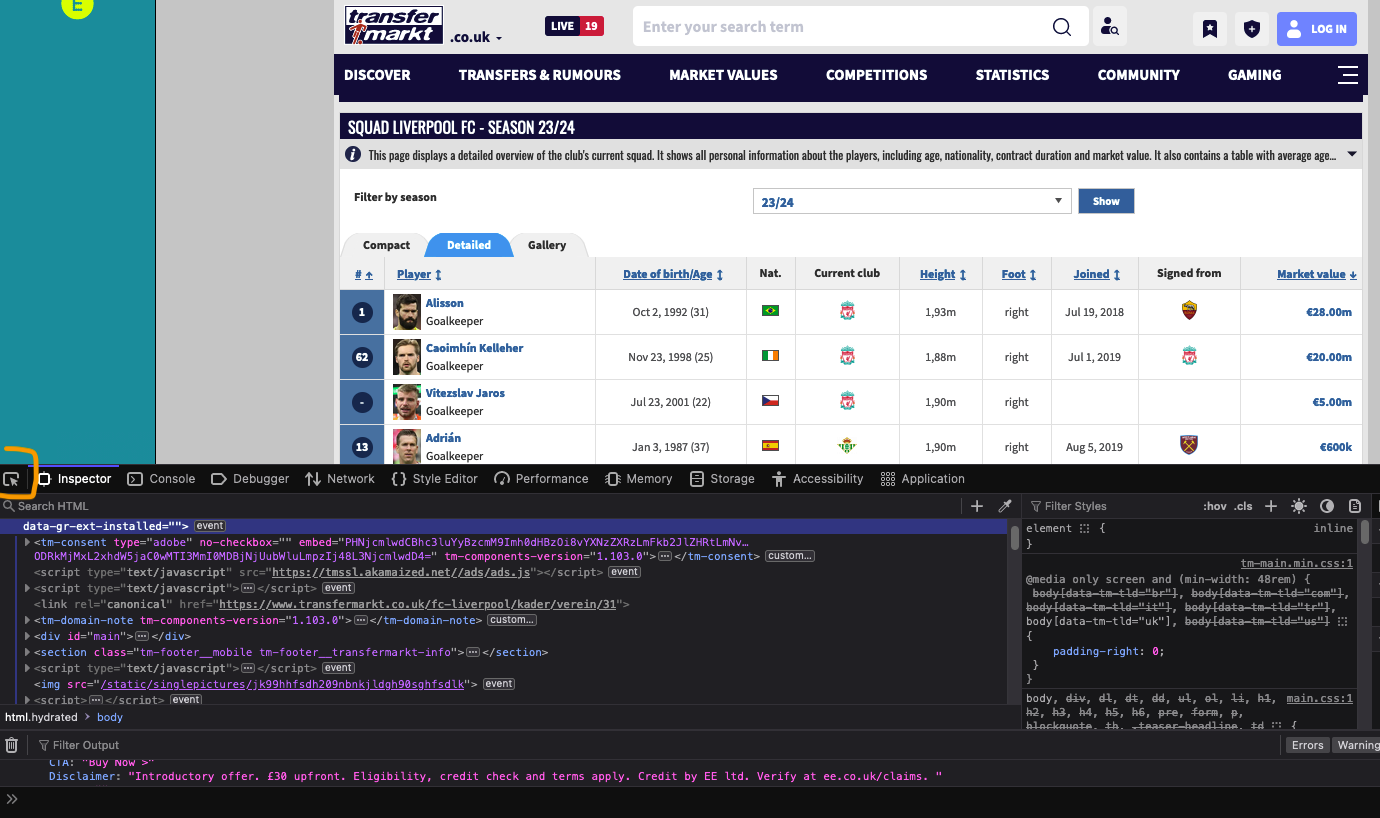 E
transfer
markt
.co.uk
LIVE 19
Enter your search term
LOG IN
DISCOVER TRANSFERS & RUMOURS MARKET VALUES COMPETITIONS STATISTICS COMMUNITY GAMING
SQUAD LIVERPOOL FC - SEASON 23/24
This page displays a detailed overview of the club's current squad. It shows all personal information about the players, including age, nationality, contract duration and market value. It also contains a table with average age...
Filter by season 23/24 Show
Compact Detailed Gallery
# Player Date of birth/Age Nat. Current club Height Foot Joined Signed from Market value
1 Alisson Goalkeeper Oct 2, 1992 (31) 1,93m right Jul 19, 2018 €28.00m
62 Caoimhín Kelleher Goalkeeper Nov 23, 1998 (25) 1,88m right Jul 1, 2019 €20.00m
- Vitezslav Jaros Goalkeeper Jul 23, 2001 (22) 1,90m right €5.00m
13 Adrián Goalkeeper Jan 3, 1987 (37) 1,90m right Aug 5, 2019 €600k
Inspector Console Debugger Network Style Editor Performance Memory Storage Accessibility Application
Search HTML
data-gr-ext-installed=""> event
<tm-consent type="adobe" no-checkbox="" embed="PHNjcmlwdCBhc3luYyBzcmM9Imh0dHBzOi8vYXNzZXRzLmFkb2JlZHRtLmNv…
ODRkMjMxL2xhdW5jaC0wMTI3MmI0MDBjNjUubWluLmpzIj48L3NjcmlwdD4=" tm-components-version="1.103.0"> </tm-consent> custom…
<script type="text/javascript" src="https://tmssl.akamaized.net//ads/ads.js"></script> event
<script type="text/javascript"> </script> event
<link rel="canonical" href="https://www.transfermarkt.co.uk/fc-liverpool/kader/verein/31">
<tm-domain-note tm-components-version="1.103.0"> </tm-domain-note> custom…
<div id="main"> </div>
<section class="tm-footer__mobile tm-footer__transfermarkt-info"> </section>
<script type="text/javascript"> </script> event
<img src="/static/singlepictures/jk99hhfsdh209nbnkjldgh90sghfsdlk"> event
<script> </script> event
html.hydrated > body
Filter Styles :hov .cls
element { inline
}
tm-main.min.css:1
@media only screen and (min-width: 48rem) {
body[data-tm-tld="br"], body[data-tm-tld="com"],
body[data-tm-tld="it"], body[data-tm-tld="tr"],
body[data-tm-tld="uk"], body[data-tm-tld="us"]
{
padding-right: 0;
}
}
body, div, dl, dt, dd, ul, ol, li, h1, main.css:1
h2, h3, h4, h5, h6, pre, form, p,
blockquote, th, .teaser-headline, td {
Filter Output Errors Warning
CTA: "Buy Now >"
Disclaimer: "Introductory offer. £30 upfront. Eligibility, credit check and terms apply. Credit by EE ltd. Verify at ee.co.uk/claims. "